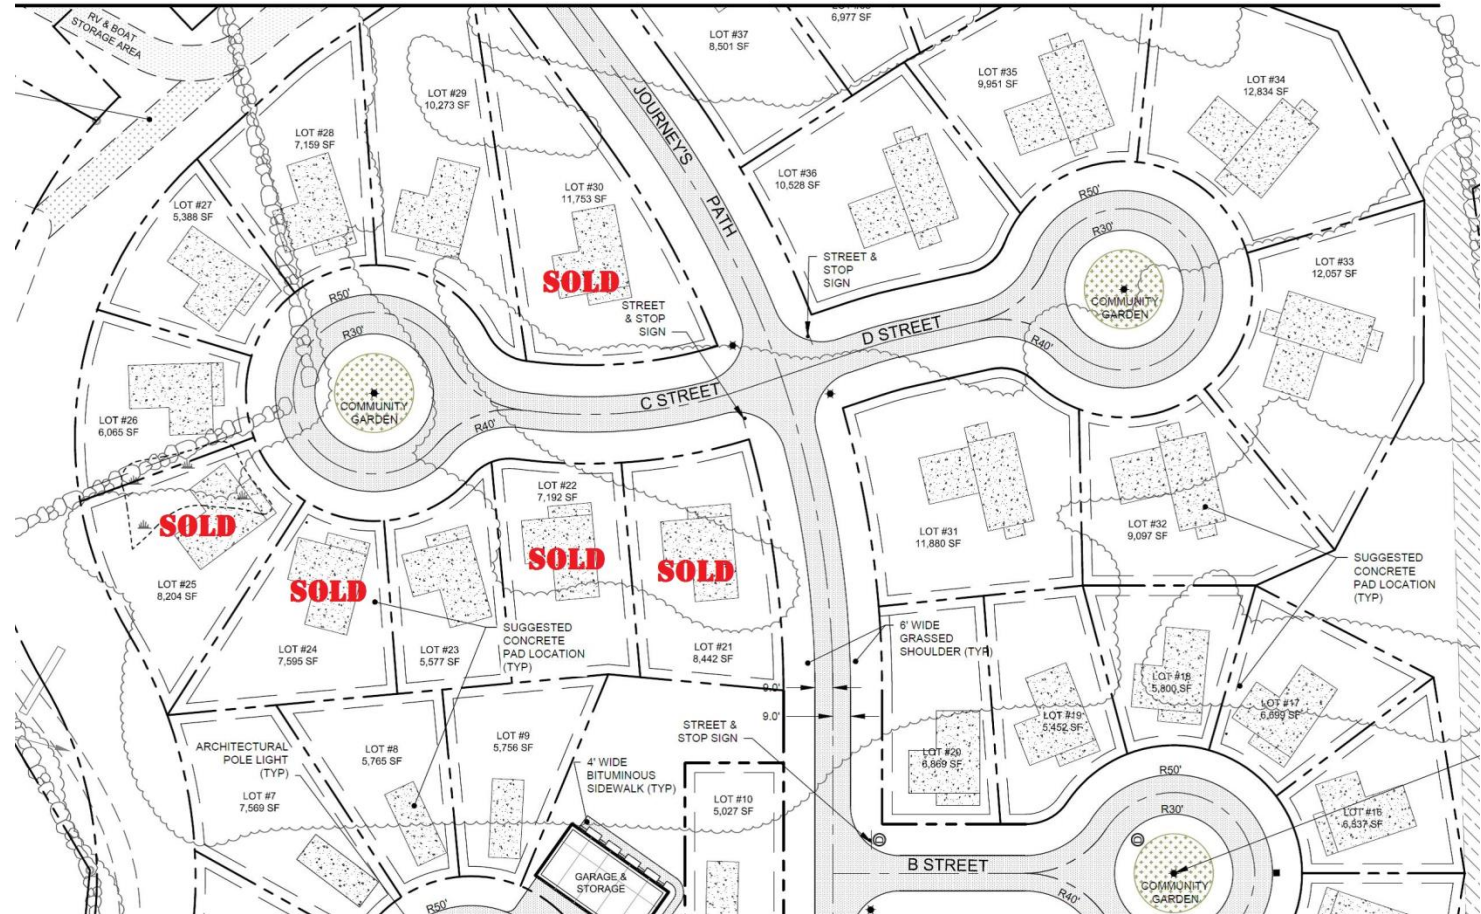 RV & BOAT
STORAGE AREA
6,977 SF
LOT #37
8,501 SF
LOT #35
9,951 SF
LOT #34
12,834 SF
LOT #29
10,273 SF
LOT #28
7,159 SF
JOURNEY'S
PATH
LOT #36
10,528 SF
LOT #30
11,753 SF
SOLD
LOT #27
5,388 SF
R50'
R30'
LOT #33
12,057 SF
STREET &
STOP
SIGN
COMMUNITY
GARDEN
STREET
& STOP
SIGN
D STREET
R40'
R50'
R30'
COMMUNITY
GARDEN
C STREET
R40'
LOT #26
6,065 SF
LOT #25
8,204 SF
SOLD
LOT #24
7,595 SF
SOLD
LOT #23
5,577 SF
LOT #22
7,192 SF
SOLD
LOT #21
8,442 SF
SOLD
LOT #31
11,880 SF
LOT #32
9,097 SF
SUGGESTED
CONCRETE
PAD LOCATION
(TYP)
SUGGESTED
CONCRETE
PAD LOCATION
(TYP)
6' WIDE
GRASSED
SHOULDER (TYP)
9.0'
9.0'
STREET &
STOP SIGN
LOT #18
5,800 SF
LOT #17
6,699 SF
LOT #19
5,452 SF
LOT #20
6,869 SF
LOT #16
6,837 SF
ARCHITECTURAL
POLE LIGHT
(TYP)
LOT #7
7,569 SF
LOT #8
5,765 SF
LOT #9
5,756 SF
4' WIDE
BITUMINOUS
SIDEWALK (TYP)
LOT #10
5,027 SF
GARAGE &
STORAGE
R50'
B STREET
R50'
R30'
COMMUNITY
GARDEN
R40'